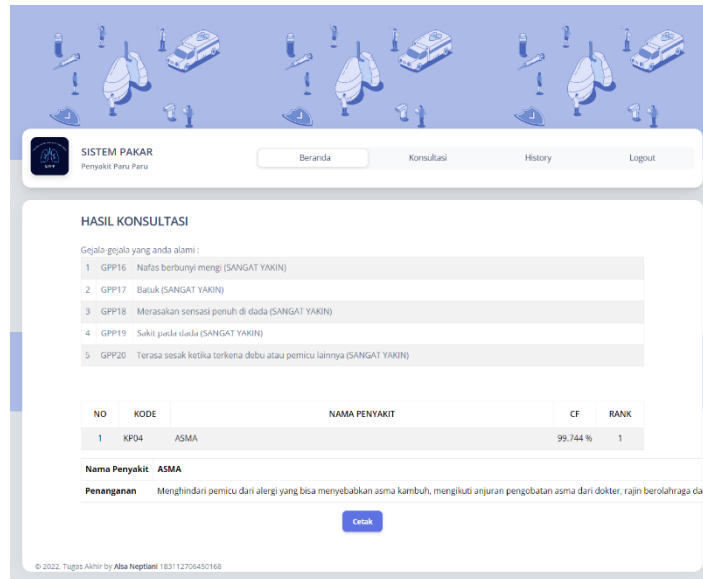 SISTEM PAKAR
Penyakit Paru Paru
Beranda Konsultasi History Logout
HASIL KONSULTASI
Gejala-gejala yang anda alami :
1 GPP16 Nafas berbunyi mengi (SANGAT YAKIN)
2 GPP17 Batuk (SANGAT YAKIN)
3 GPP18 Merasakan sensasi penuh di dada (SANGAT YAKIN)
4 GPP19 Sakit pada dada (SANGAT YAKIN)
5 GPP20 Terasa sesak ketika terkena debu atau pemicu lainnya (SANGAT YAKIN)
NO KODE NAMA PENYAKIT CF RANK
1 KP04 ASMA 99.744 % 1
Nama Penyakit ASMA
Penanganan Menghindari pemicu dari alergi yang bisa menyebabkan asma kambuh, mengikuti anjuran pengobatan asma dari dokter, rajin berolahraga da
Cetak
© 2022, Tugas Akhir by Alsa Neptiani 183112706450168